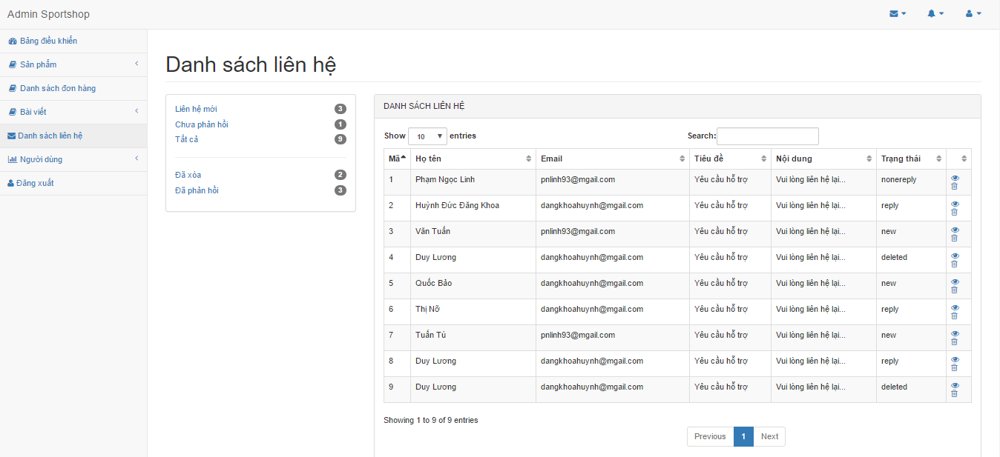 Admin Sportshop
Bảng điều khiển
Sản phẩm
Danh sách đơn hàng
Bài viết
Danh sách liên hệ
Người dùng
Đăng xuất
Danh sách liên hệ
Liên hệ mới 3
Chưa phản hồi 1
Tất cả 9
Đã xóa 2
Đã phản hồi 3
DANH SÁCH LIÊN HỆ
Show 10 entries Search:
Mã Họ tên Email Tiêu đề Nội dung Trạng thái
1 Phạm Ngọc Linh pnlinh93@mgail.com Yêu cầu hỗ trợ Vui lòng liên hệ lại... nonereply
2 Huỳnh Đức Đăng Khoa dangkhoahuynh@mgail.com Yêu cầu hỗ trợ Vui lòng liên hệ lại... reply
3 Văn Tuấn pnlinh93@mgail.com Yêu cầu hỗ trợ Vui lòng liên hệ lại... new
4 Duy Lương dangkhoahuynh@mgail.com Yêu cầu hỗ trợ Vui lòng liên hệ lại... deleted
5 Quốc Bảo dangkhoahuynh@mgail.com Yêu cầu hỗ trợ Vui lòng liên hệ lại... new
6 Thị Nỡ dangkhoahuynh@mgail.com Yêu cầu hỗ trợ Vui lòng liên hệ lại... reply
7 Tuấn Tú pnlinh93@mgail.com Yêu cầu hỗ trợ Vui lòng liên hệ lại... new
8 Duy Lương dangkhoahuynh@mgail.com Yêu cầu hỗ trợ Vui lòng liên hệ lại... reply
9 Duy Lương dangkhoahuynh@mgail.com Yêu cầu hỗ trợ Vui lòng liên hệ lại... deleted
Showing 1 to 9 of 9 entries
Previous 1 Next